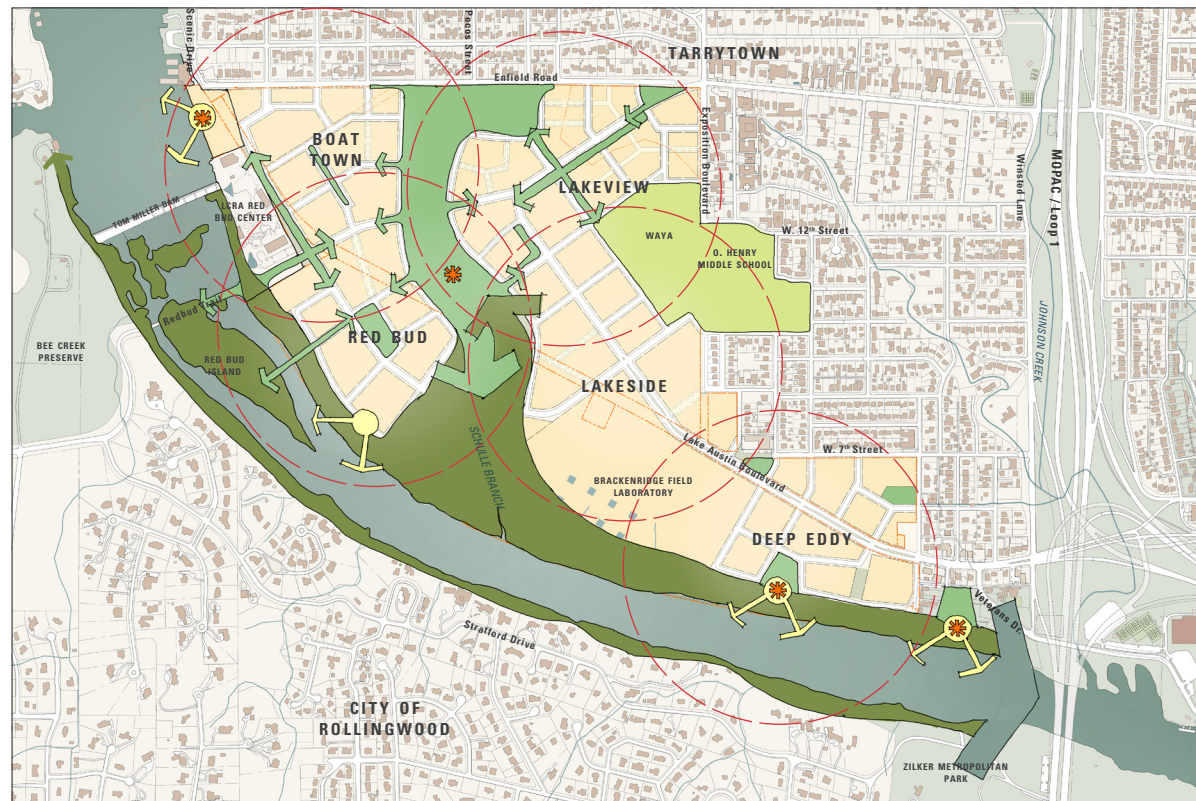 Scenic Drive
Pecos Street
TARRYTOWN
Enfield Road
BOAT
TOWN
Exposition Boulevard
Winsted Lane
MOPAC / Loop 1
LAKEVIEW
LCRA RED
BUD CENTER
TOM MILLER DAM
WAYA
W. 12th Street
O. HENRY
MIDDLE SCHOOL
Redbud Trail
JOHNSON CREEK
BEE CREEK
PRESERVE
RED BUD
RED BUD
ISLAND
LAKESIDE
SCHULLE BRANCH
Lake Austin Boulevard
W. 7th Street
BRACKENRIDGE FIELD
LABORATORY
DEEP EDDY
Veterans Dr.
Stratford Drive
CITY OF
ROLLINGWOOD
ZILKER METROPOLITAN
PARK